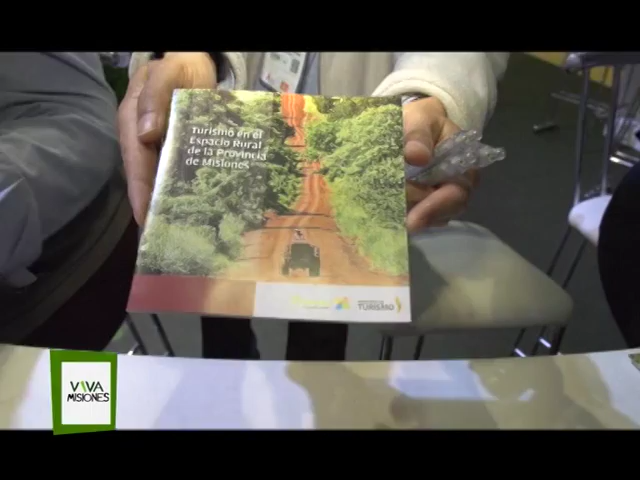 Turismo en el
Espacio Rural
de la Provincia
de Misiones
TURISMO
VIVA
MISIONES